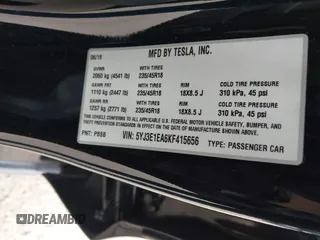 MFD BY TESLA, INC.
06/19
GVWR WITH TIRES RIM COLD TIRE PRESSURE
2060 kg (4541 lb) 235/45R18 18X8.5 J 310 kPa, 45 psi
GAWR FRT WITH TIRES RIM COLD TIRE PRESSURE
1110 kg (2447 lb) 235/45R18 18X8.5 J 310 kPa, 45 psi
GAWR RR WITH TIRES RIM COLD TIRE PRESSURE
1257 kg (2771 lb) 235/45R18 18X8.5 J 310 kPa, 45 psi
THIS VEHICLE CONFORMS TO ALL APPLICABLE U.S. FEDERAL MOTOR VEHICLE SAFETY, BUMPER, AND
THEFT PREVENTION STANDARDS IN EFFECT ON THE DATE OF MANUFACTURE SHOWN ABOVE.
PNT: PBSB VIN: 5YJ3E1EA6KF415656 TYPE: PASSENGER CAR
DREAMBID